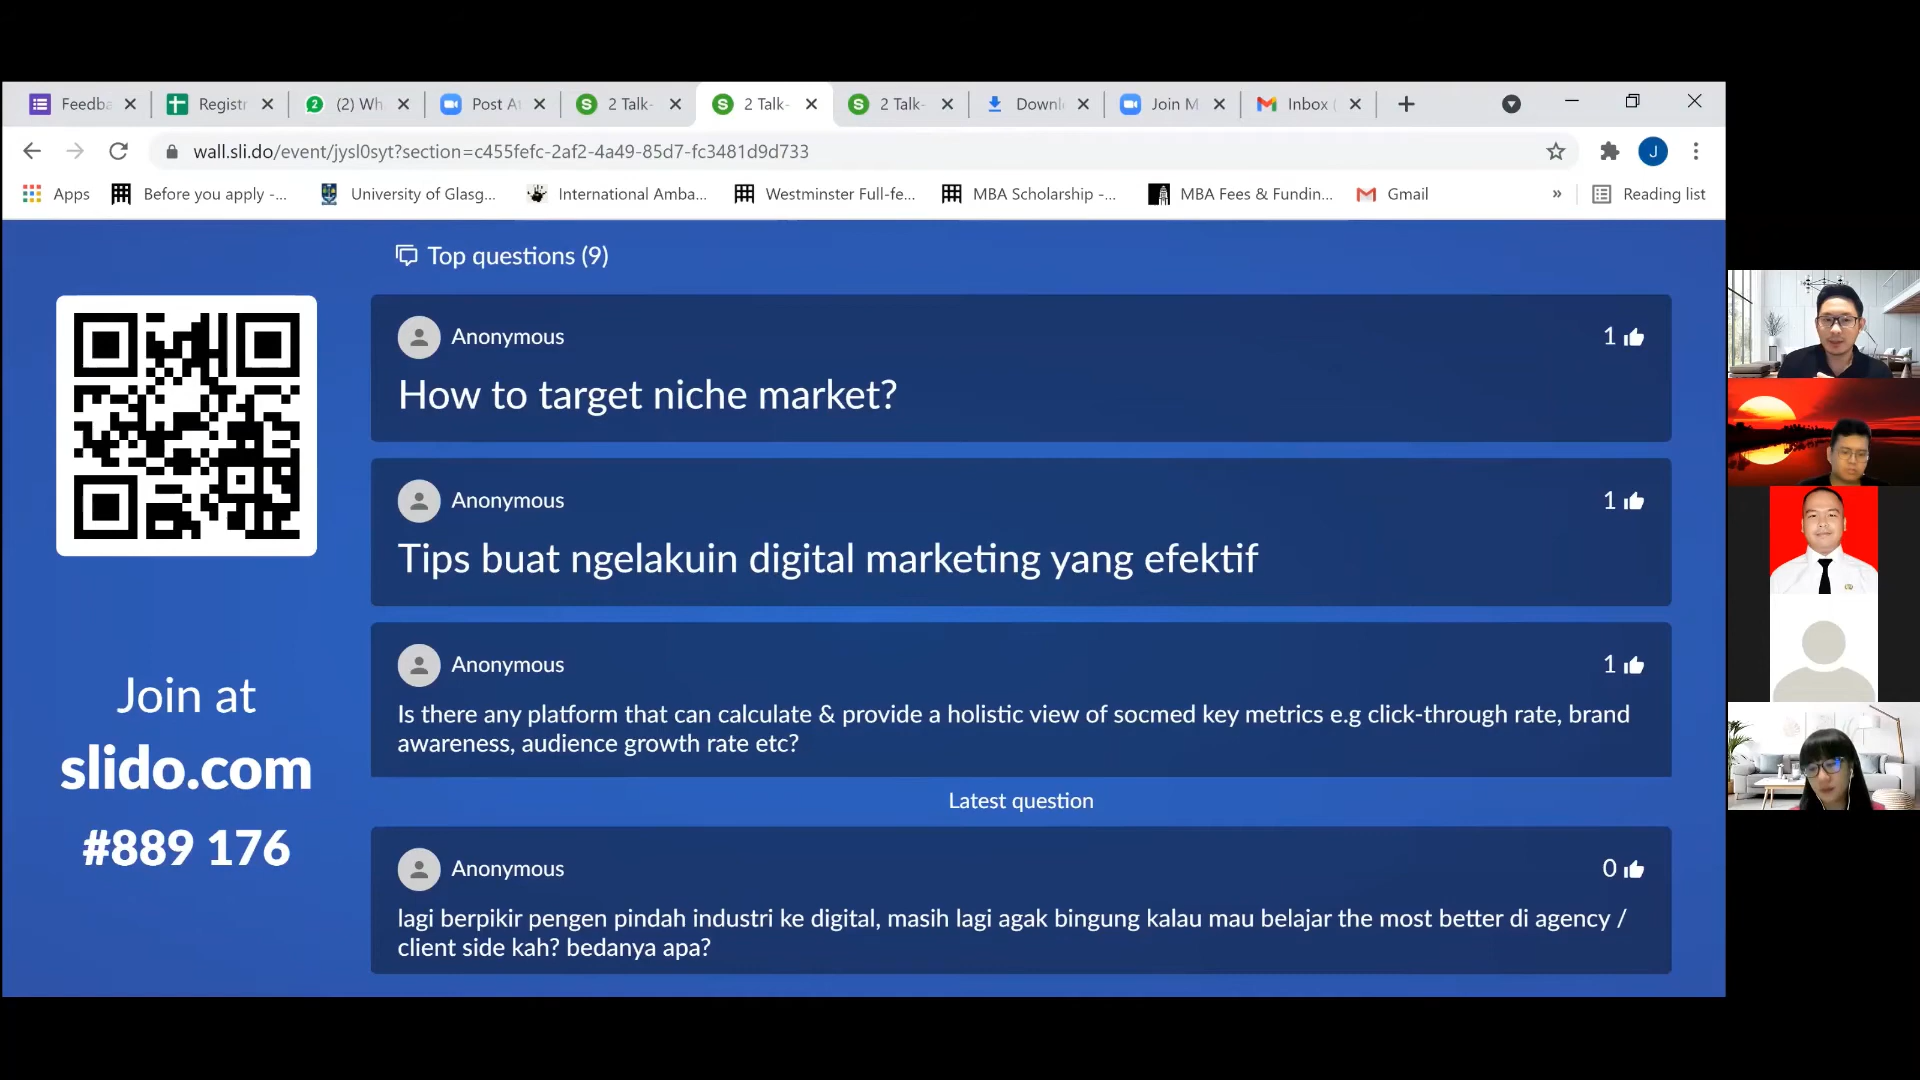 Feedba
Registr
(2) Wh
Post A
2 Talk-
2 Talk-
2 Talk-
Downl
Join M
Inbox (
wall.sli.do/event/jysl0syt?section=c455fefc-2af2-4a49-85d7-fc3481d9d733
J
Apps
Before you apply -...
University of Glasg...
International Amba...
Westminster Full-fe...
MBA Scholarship -...
MBA Fees & Fundin...
Gmail
»
Reading list
Top questions (9)
Anonymous
1
How to target niche market?
Anonymous
1
Tips buat ngelakuin digital marketing yang efektif
Anonymous
1
Is there any platform that can calculate & provide a holistic view of socmed key metrics e.g click-through rate, brand
awareness, audience growth rate etc?
Latest question
Anonymous
0
lagi berpikir pengen pindah industri ke digital, masih lagi agak bingung kalau mau belajar the most better di agency /
client side kah? bedanya apa?
Join at
slido.com
#889 176